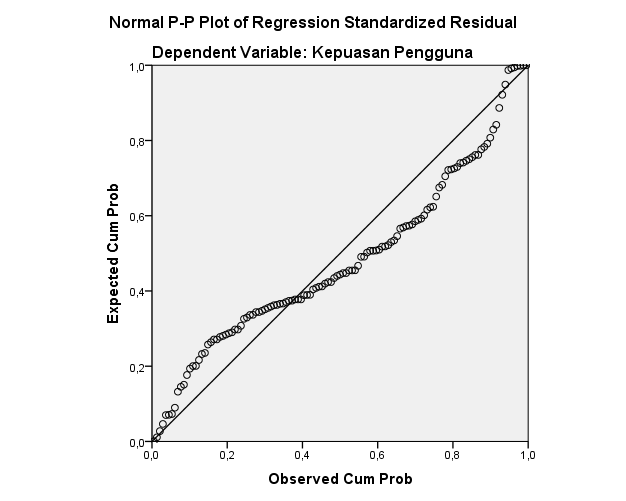 Normal P-P Plot of Regression Standardized Residual
Dependent Variable: Kepuasan Pengguna
1,0
0,8
0,6
0,4
0,2
0,0
Expected Cum Prob
0,0 0,2 0,4 0,6 0,8 1,0
Observed Cum Prob